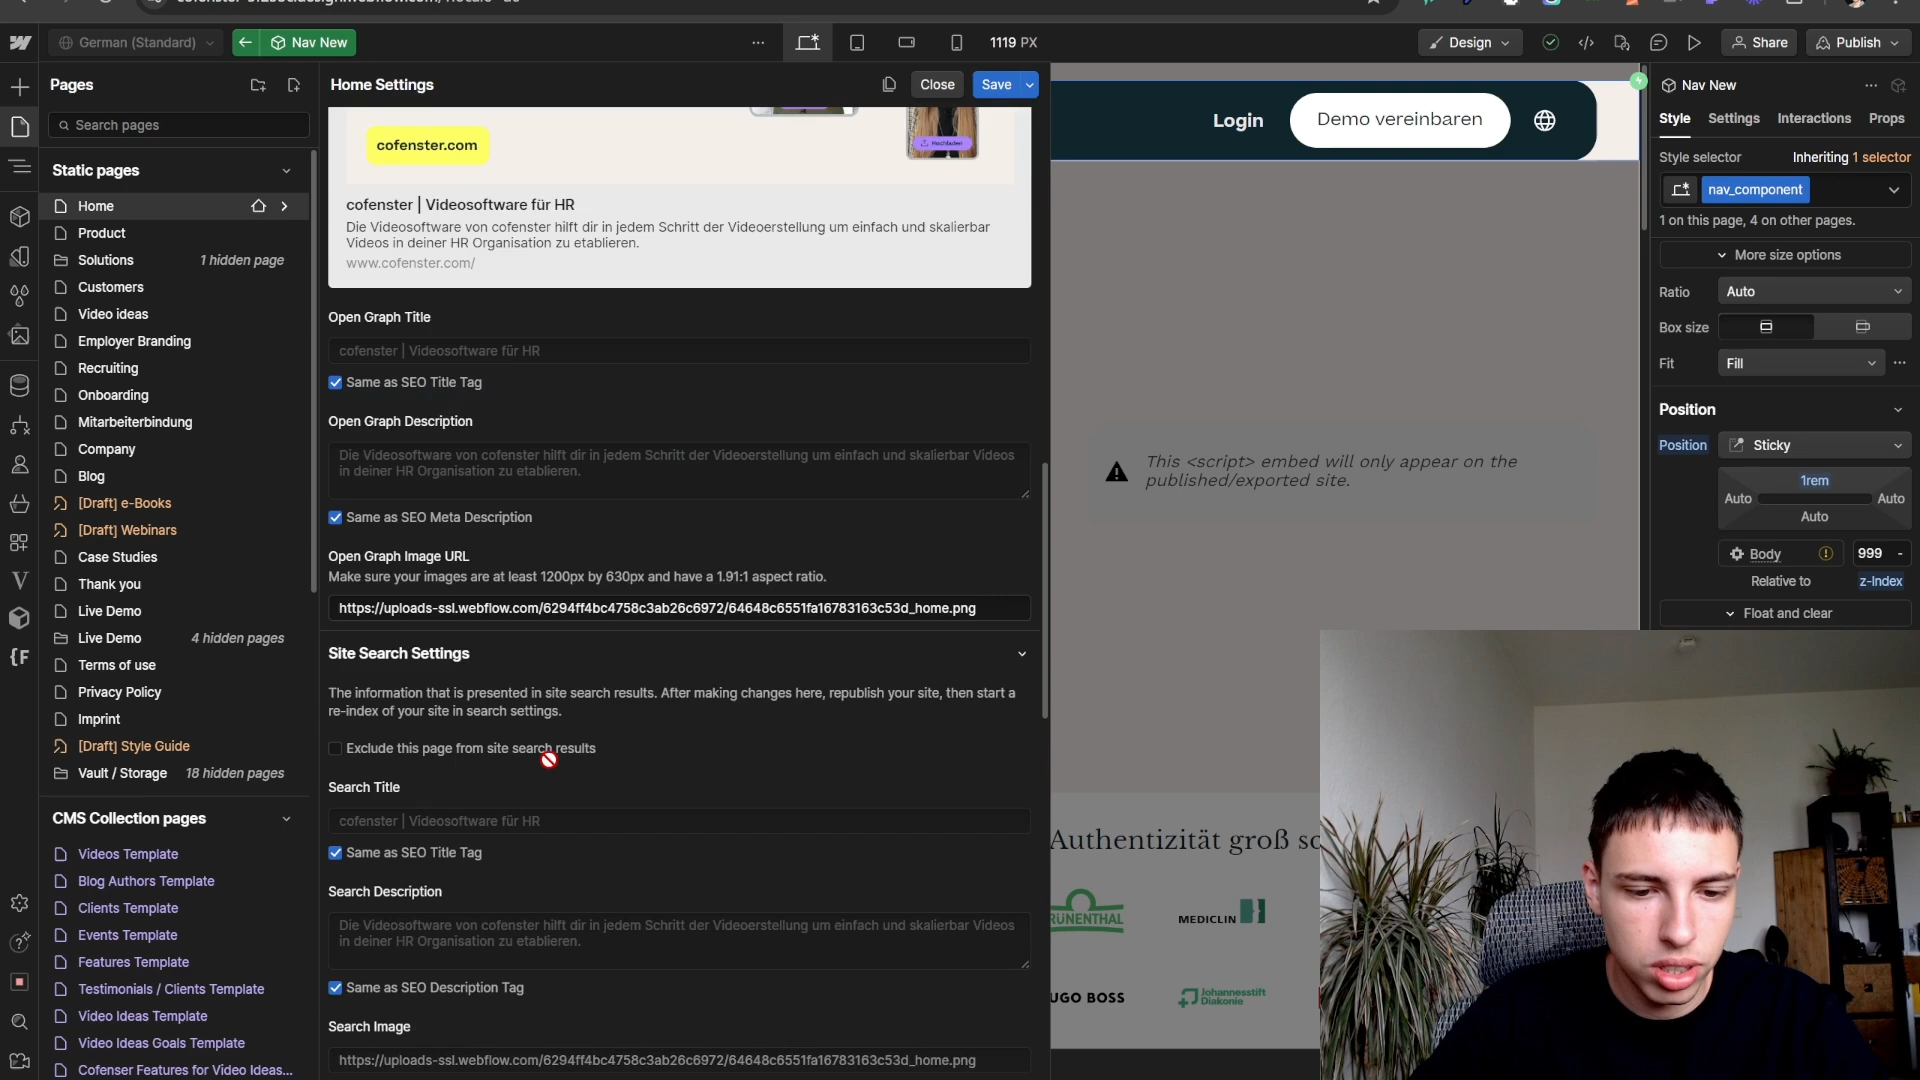 German (Standard)
Nav New
1119 PX
Design
Share
Publish
Pages
Search pages
Static pages
Home
Product
Solutions
1 hidden page
Customers
Video ideas
Employer Branding
Recruiting
Onboarding
Mitarbeiterbindung
Company
Blog
[Draft] e-Books
[Draft] Webinars
Case Studies
Thank you
Live Demo
Live Demo
4 hidden pages
Terms of use
Privacy Policy
Imprint
[Draft] Style Guide
Vault / Storage
18 hidden pages
CMS Collection pages
Videos Template
Blog Authors Template
Clients Template
Events Template
Features Template
Testimonials / Clients Template
Video Ideas Template
Video Ideas Goals Template
Cofenser Features for Video Ideas...
Home Settings
Close
Save
cofenster.com
Hochladen
cofenster | Videosoftware für HR
Die Videosoftware von cofenster hilft dir in jedem Schritt der Videoerstellung um einfach und skalierbar
Videos in deiner HR Organisation zu etablieren.
www.cofenster.com/
Open Graph Title
cofenster | Videosoftware für HR
Same as SEO Title Tag
Open Graph Description
Die Videosoftware von cofenster hilft dir in jedem Schritt der Videoerstellung um einfach und skalierbar Videos
in deiner HR Organisation zu etablieren.
Same as SEO Meta Description
Open Graph Image URL
Make sure your images are at least 1200px by 630px and have a 1.91:1 aspect ratio.
https://uploads-ssl.webflow.com/6294ff4bc4758c3ab26c6972/64648c6551fa16783163c53d_home.png
Site Search Settings
The information that is presented in site search results. After making changes here, republish your site, then start a
re-index of your site in search settings.
Exclude this page from site search results
Search Title
cofenster | Videosoftware für HR
Same as SEO Title Tag
Search Description
Die Videosoftware von cofenster hilft dir in jedem Schritt der Videoerstellung um einfach und skalierbar Videos
in deiner HR Organisation zu etablieren.
Same as SEO Description Tag
Search Image
https://uploads-ssl.webflow.com/6294ff4bc4758c3ab26c6972/64648c6551fa16783163c53d_home.png
Login
Demo vereinbaren
This <script> embed will only appear on the
published/exported site.
Authentizität groß sc
RÜNENTHAL
MEDICLIN
UGO BOSS
Johannesstift
Diakonie
Nav New
Style
Settings
Interactions
Props
Style selector
Inheriting 1 selector
nav_component
1 on this page, 4 on other pages.
More size options
Ratio
Auto
Box size
Fit
Fill
Position
Position
Sticky
1rem
Auto
Auto
Auto
Body
999
-
Relative to
z-Index
Float and clear